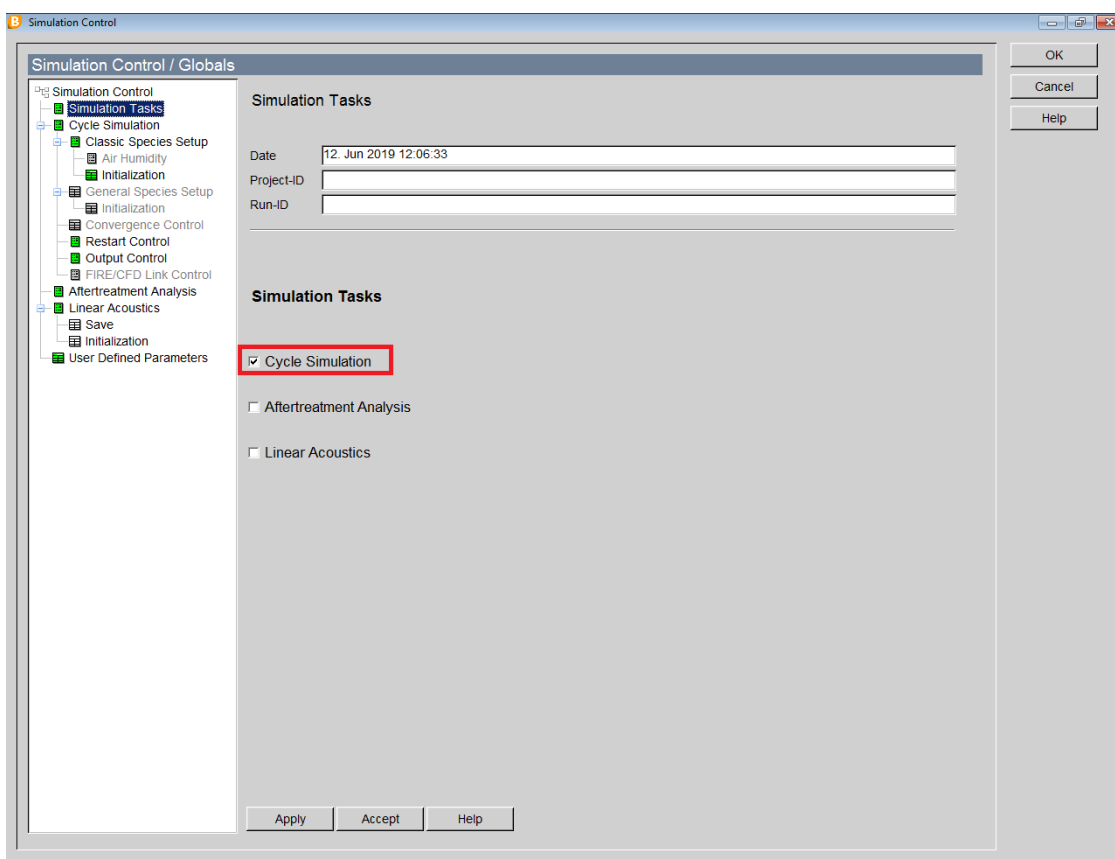 B Simulation Control
Simulation Control / Globals
OK
Cancel
Help
Simulation Control
Simulation Tasks
Cycle Simulation
Classic Species Setup
Air Humidity
Initialization
General Species Setup
Initialization
Convergence Control
Restart Control
Output Control
FIRE/CFD Link Control
Aftertreatment Analysis
Linear Acoustics
Save
Initialization
User Defined Parameters
Simulation Tasks
Date 12. Jun 2019 12:06:33
Project-ID
Run-ID
Simulation Tasks
Cycle Simulation
Aftertreatment Analysis
Linear Acoustics
Apply Accept Help